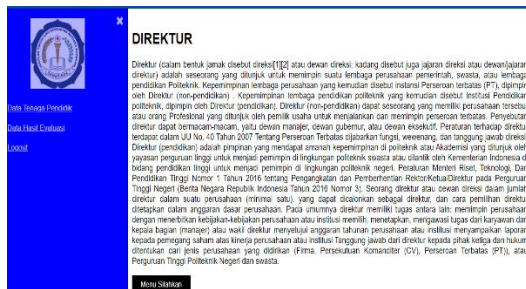 ×
Data Tenaga Pendidik
Data Hasil Evaluasi
Logout
DIREKTUR
Direktur (dalam bentuk jamak disebut direksi[1][2] atau dewan direksi; kadang disebut juga jajaran direksi atau dewan/jajaran
direktur) adalah seseorang yang ditunjuk untuk memimpin suatu lembaga perusahaan pemerintah, swasta, atau lembaga
pendidikan Politeknik. Kepemimpinan lembaga perusahaan yang kemudian disebut instansi Perseroan terbatas (PT), dipimpin
oleh Direktur (non-pendidikan) . Kepemimpinan lembaga pendidikan politeknik yang kemudian disebut Institusi Pendidikan
politeknik, dipimpin oleh Direktur (pendidikan). Direktur (non-pendidikan) dapat seseorang yang memiliki perusahaan tersebut
atau orang Profesional yang ditunjuk oleh pemilik usaha untuk menjalankan dan memimpin perseroan terbatas. Penyebutan
direktur dapat bermacam-macam, yaitu dewan manajer, dewan gubernur, atau dewan eksekutif. Peraturan terhadap direktur
terdapat dalam UU No. 40 Tahun 2007 Tentang Perseroan Terbatas dijabarkan fungsi, wewenang, dan tanggung jawab direksi
Direktur (pendidikan) adalah pimpinan yang mendapat amanah kepemimpinan di politeknik atau Akademisi yang ditunjuk oleh
yayasan perguruan tinggi untuk menjadi pemimpin di lingkungan politeknik swasta atau dilantik oleh Kementerian Indonesia di
bidang pendidikan tinggi untuk menjadi pemimpin di lingkungan politeknik negeri. Peraturan Menteri Riset, Teknologi, Dan
Pendidikan Tinggi Nomor 1 Tahun 2016 tentang Pengangkatan dan Pemberhentian Rektor/Ketua/Direktur pada Perguruan
Tinggi Negeri (Berita Negara Republik Indonesia Tahun 2016 Nomor 3). Seorang direktur atau dewan direksi dalam jumlah
direktur dalam suatu perusahaan (minimal satu), yang dapat dicalonkan sebagai direktur, dan cara pemilihan direktur
ditetapkan dalam anggaran dasar perusahaan. Pada umumnya direktur memiliki tugas antara lain: memimpin perusahaan
dengan menerbitkan kebijakan-kebijakan perusahaan atau institusi memilih, menetapkan, mengawasi tugas dari karyawan dan
kepala bagian (manajer) atau wakil direktur menyetujui anggaran tahunan perusahaan atau institusi menyampaikan laporan
kepada pemegang saham atas kinerja perusahaan atau institusi Tanggung jawab dari direktur kepada pihak ketiga dan hukum
ditentukan dari jenis perusahaan yang didirikan (Firma, Persekutuan Komanditer (CV), Perseroan Terbatas (PT)), atau
Perguruan Tinggi Politeknik Negeri dan swasta.
Menu Silahkan